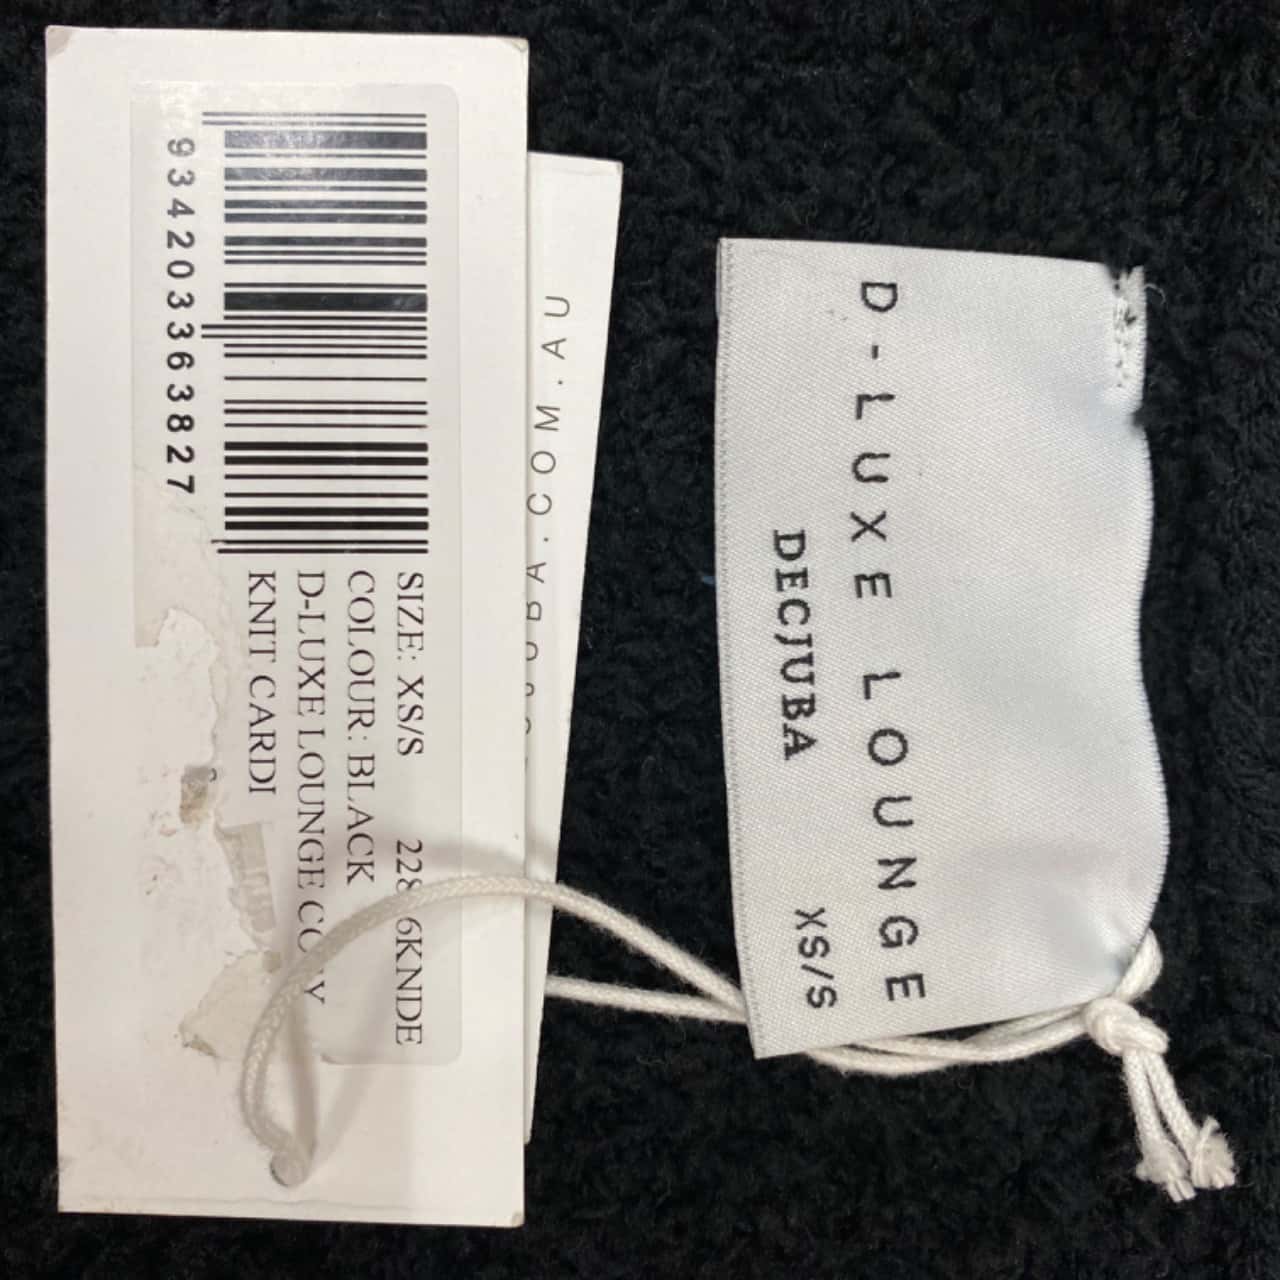 9342033363827
SIZE: XS/S
COLOUR: BLACK
D-LUXE LOUNGE
KNIT CARDI
.COM.AU
D-LUXE LOUNGE
DECJUBA XS/S